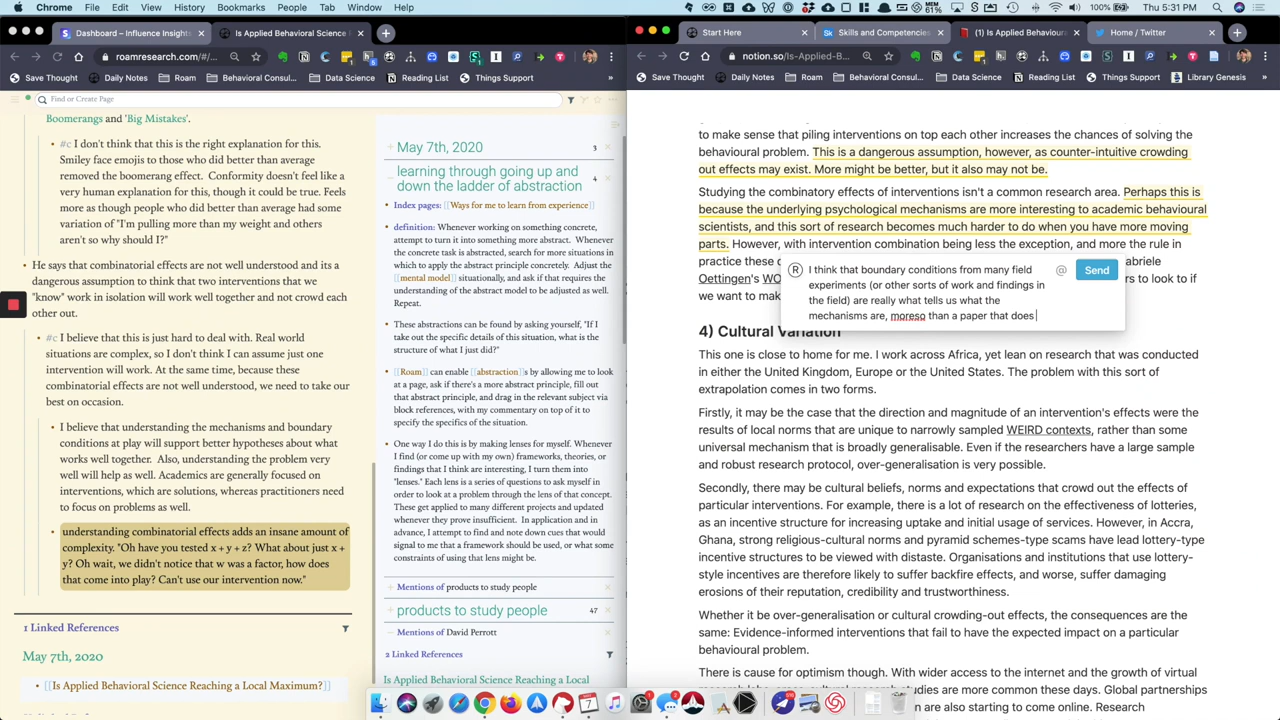 Chrome File Edit View History Bookmarks People Tab Window Help
MEM 61% 100% Thu 5:31 PM
Dashboard – Influence Insights
Is Applied Behavioral Science
roamresearch.com/#/...
Save Thought Daily Notes Roam Behavioral Consul... Data Science Reading List Things Support »
Find or Create Page
Boomerangs and 'Big Mistakes'.
#c I don't think that this is the right explanation for this.
Smiley face emojis to those who did better than average
removed the boomerang effect. Conformity doesn't feel like a
very human explanation for this, though it could be true. Feels
more as though people who did better than average had some
variation of "I'm pulling more than my weight and others
aren't so why should I?"
He says that combinatorial effects are not well understood and its a
dangerous assumption to think that two interventions that we
"know" work in isolation will work well together and not crowd each
other out.
#c I believe that this is just hard to deal with. Real world
situations are complex, so I don't think I can assume just one
intervention will work. At the same time, because these
combinatorial effects are not well understood, we need to take our
best on occasion.
I believe that understanding the mechanisms and boundary
conditions at play will support better hypotheses about what
works well together. Also, understanding the problem very
well will help as well. Academics are generally focused on
interventions, which are solutions, whereas practitioners need
to focus on problems as well.
understanding combinatorial effects adds an insane amount of
complexity. "Oh have you tested x + y + z? What about just x +
y? Oh wait, we didn't notice that w was a factor, how does
that come into play? Can't use our intervention now."
1 Linked References
May 7th, 2020
[[Is Applied Behavioral Science Reaching a Local Maximum?]]
May 7th, 2020 3
learning through going up and 4
down the ladder of abstraction
Index pages: [[Ways for me to learn from experience]]
definition: Whenever working on something concrete,
attempt to turn it into something more abstract. Whenever
the concrete task is abstracted, search for more situations in
which to apply the abstract principle concretely. Adjust the
[[mental model]] situationally, and ask if that requires the
understanding of the abstract model to be adjusted as well.
Repeat.
These abstractions can be found by asking yourself, "If I
take out the specific details of this situation, what is the
structure of what I just did?"
[[Roam]] can enable [[abstraction]]s by allowing me to look
at a page, ask if there's a more abstract principle, fill out
that abstract principle, and drag in the relevant subject via
block references, with my commentary on top of it to
specify the specifics of the situation.
One way I do this is by making lenses for myself. Whenever
I find (or come up with my own) frameworks, theories, or
findings that I think are interesting, I turn them into
"lenses." Each lens is a series of questions to ask myself in
order to look at a problem through the lens of that concept.
These get applied to many different projects and updated
whenever they prove insufficient. In application and in
advance, I attempt to find and note down cues that would
signal to me that a framework should be used, or what some
constraints of using that lens might be.
Mentions of products to study people
products to study people 47
Mentions of David Perrott
2 Linked References
Is Applied Behavioral Science Reaching a Local
Start Here
Skills and Competencies
(1) Is Applied Behavioural
Home / Twitter
notion.so/Is-Applied-B...
Save Thought Daily Notes Roam Behavioral Consul... Data Science Reading List Things Support Library Genesis »
to make sense that piling interventions on top each other increases the chances of solving the
behavioural problem. This is a dangerous assumption, however, as counter-intuitive crowding
out effects may exist. More might be better, but it also may not be.
Studying the combinatory effects of interventions isn't a common research area. Perhaps this is
because the underlying psychological mechanisms are more interesting to academic behavioural
scientists, and this sort of research becomes much harder to do when you have more moving
parts. However, with intervention combination being less the exception, and more the rule in
practice these
Gabriele
Oettingen's WO
rs to look to if
we want to mak
R I think that boundary conditions from many field
experiments (or other sorts of work and findings in
the field) are really what tells us what the
mechanisms are, moreso than a paper that does
@ Send
4) Cultural Variation
This one is close to home for me. I work across Africa, yet lean on research that was conducted
in either the United Kingdom, Europe or the United States. The problem with this sort of
extrapolation comes in two forms.
Firstly, it may be the case that the direction and magnitude of an intervention's effects were the
results of local norms that are unique to narrowly sampled WEIRD contexts, rather than some
universal mechanism that is broadly generalisable. Even if the researchers have a large sample
and robust research protocol, over-generalisation is very possible.
Secondly, there may be cultural beliefs, norms and expectations that crowd out the effects of
particular interventions. For example, there is a lot of research on the effectiveness of lotteries,
as an incentive structure for increasing uptake and initial usage of services. However, in Accra,
Ghana, strong religious-cultural norms and pyramid schemes-type scams have lead lottery-type
incentive structures to be viewed with distaste. Organisations and institutions that use lottery-
style incentives are therefore likely to suffer backfire effects, and worse, suffer damaging
erosions of their reputation, credibility and trustworthiness.
Whether it be over-generalisation or cultural crowding-out effects, the consequences are the
same: Evidence-informed interventions that fail to have the expected impact on a particular
behavioural problem.
There is cause for optimism though. With wider access to the internet and the growth of virtual
studies are more common these days. Global partnerships
en are also starting to come online. Research